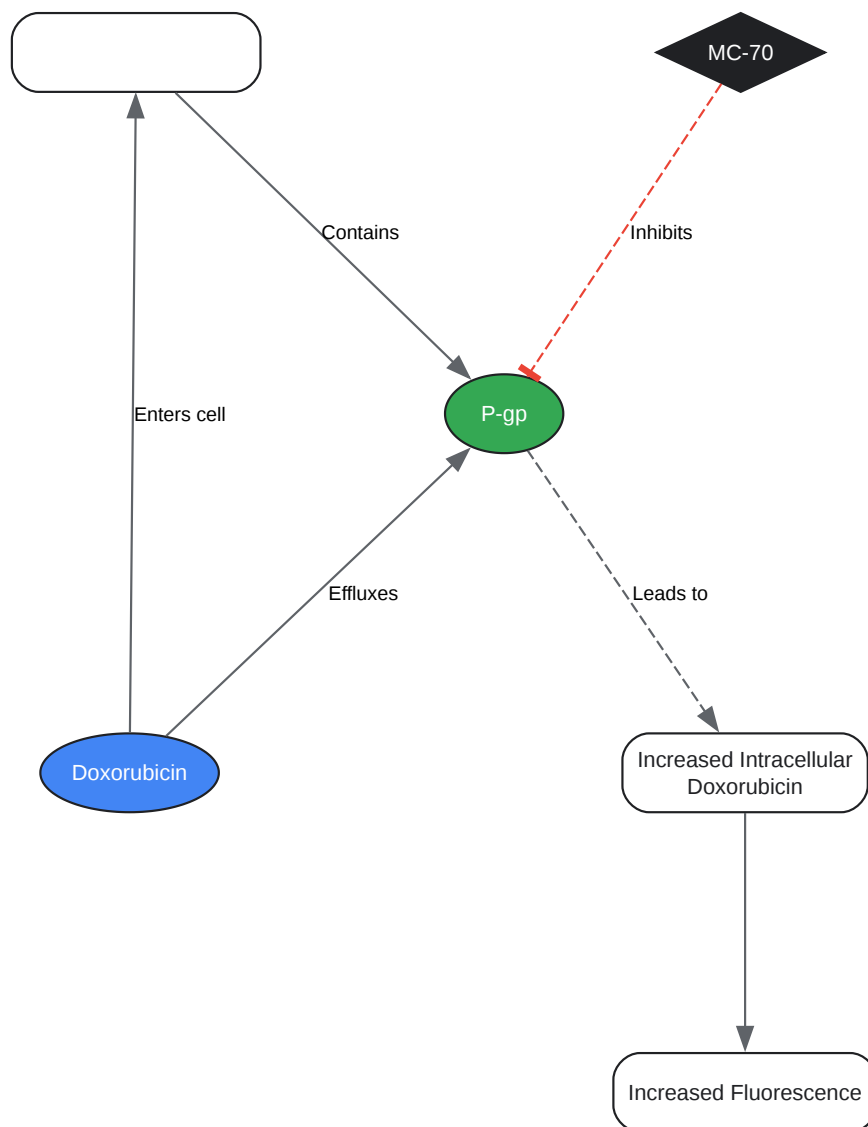 MC-70
Contains
Inhibits
P-gp
Enters cell
Effluxes
Leads to
Doxorubicin
Increased Intracellular
Doxorubicin
Increased Fluorescence